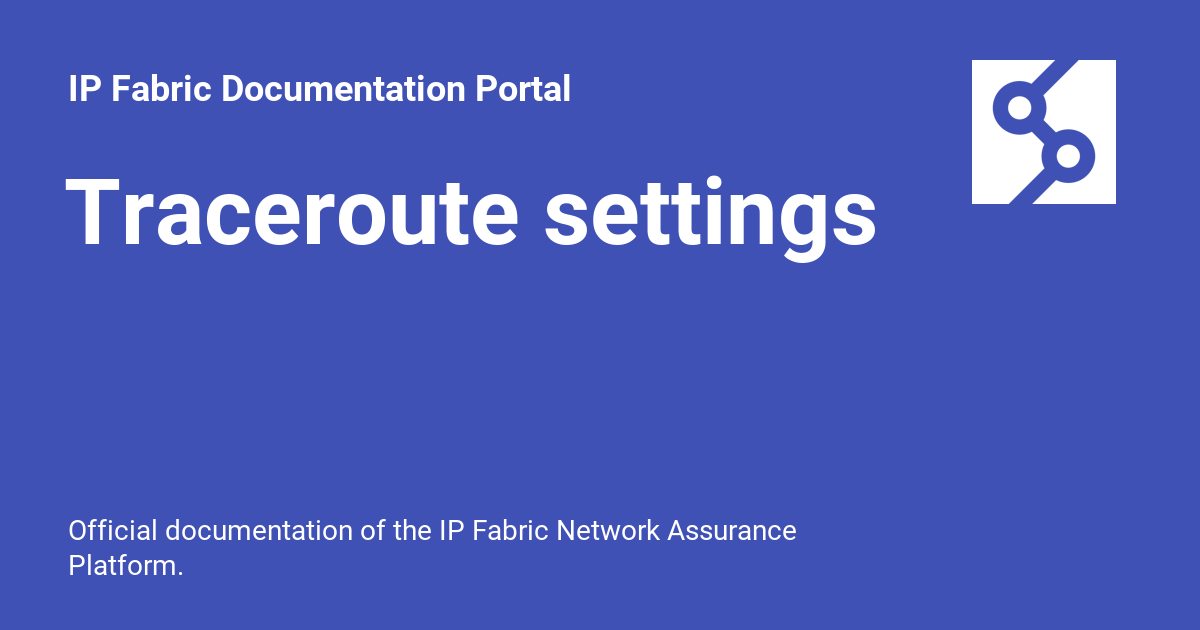 IP Fabric Documentation Portal
Traceroute settings
Official documentation of the IP Fabric Network Assurance
Platform.